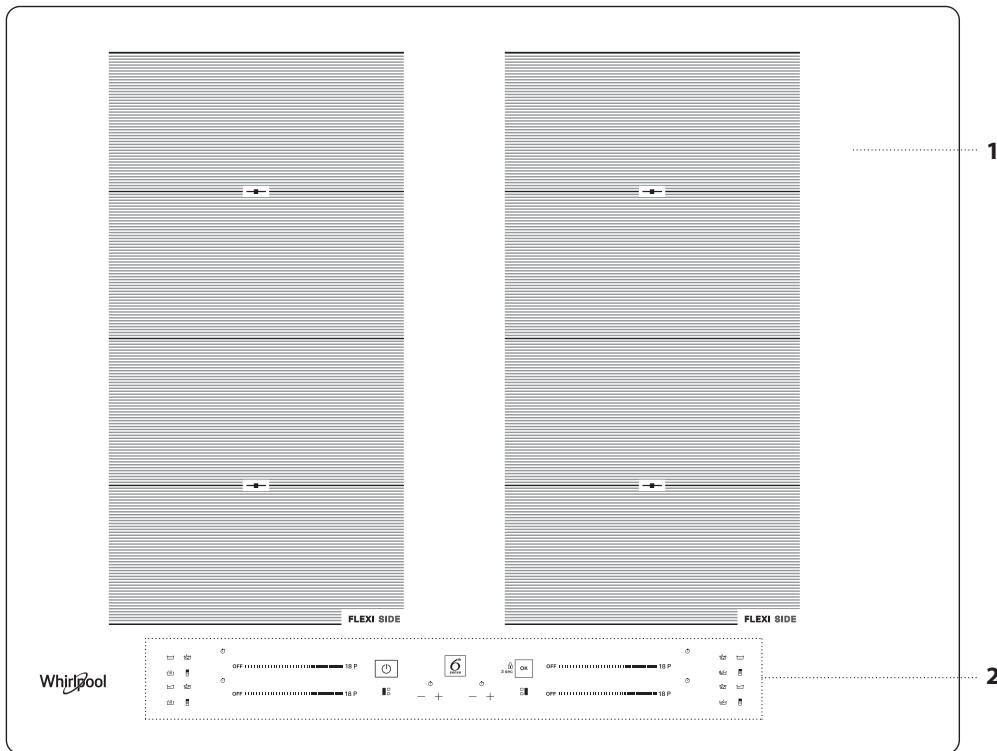 1
FLEXI SIDE
FLEXI SIDE
OFF 18 P
6
SENSE
3 sec
OK
OFF 18 P
Whirlpool
OFF 18 P
OFF 18 P
2